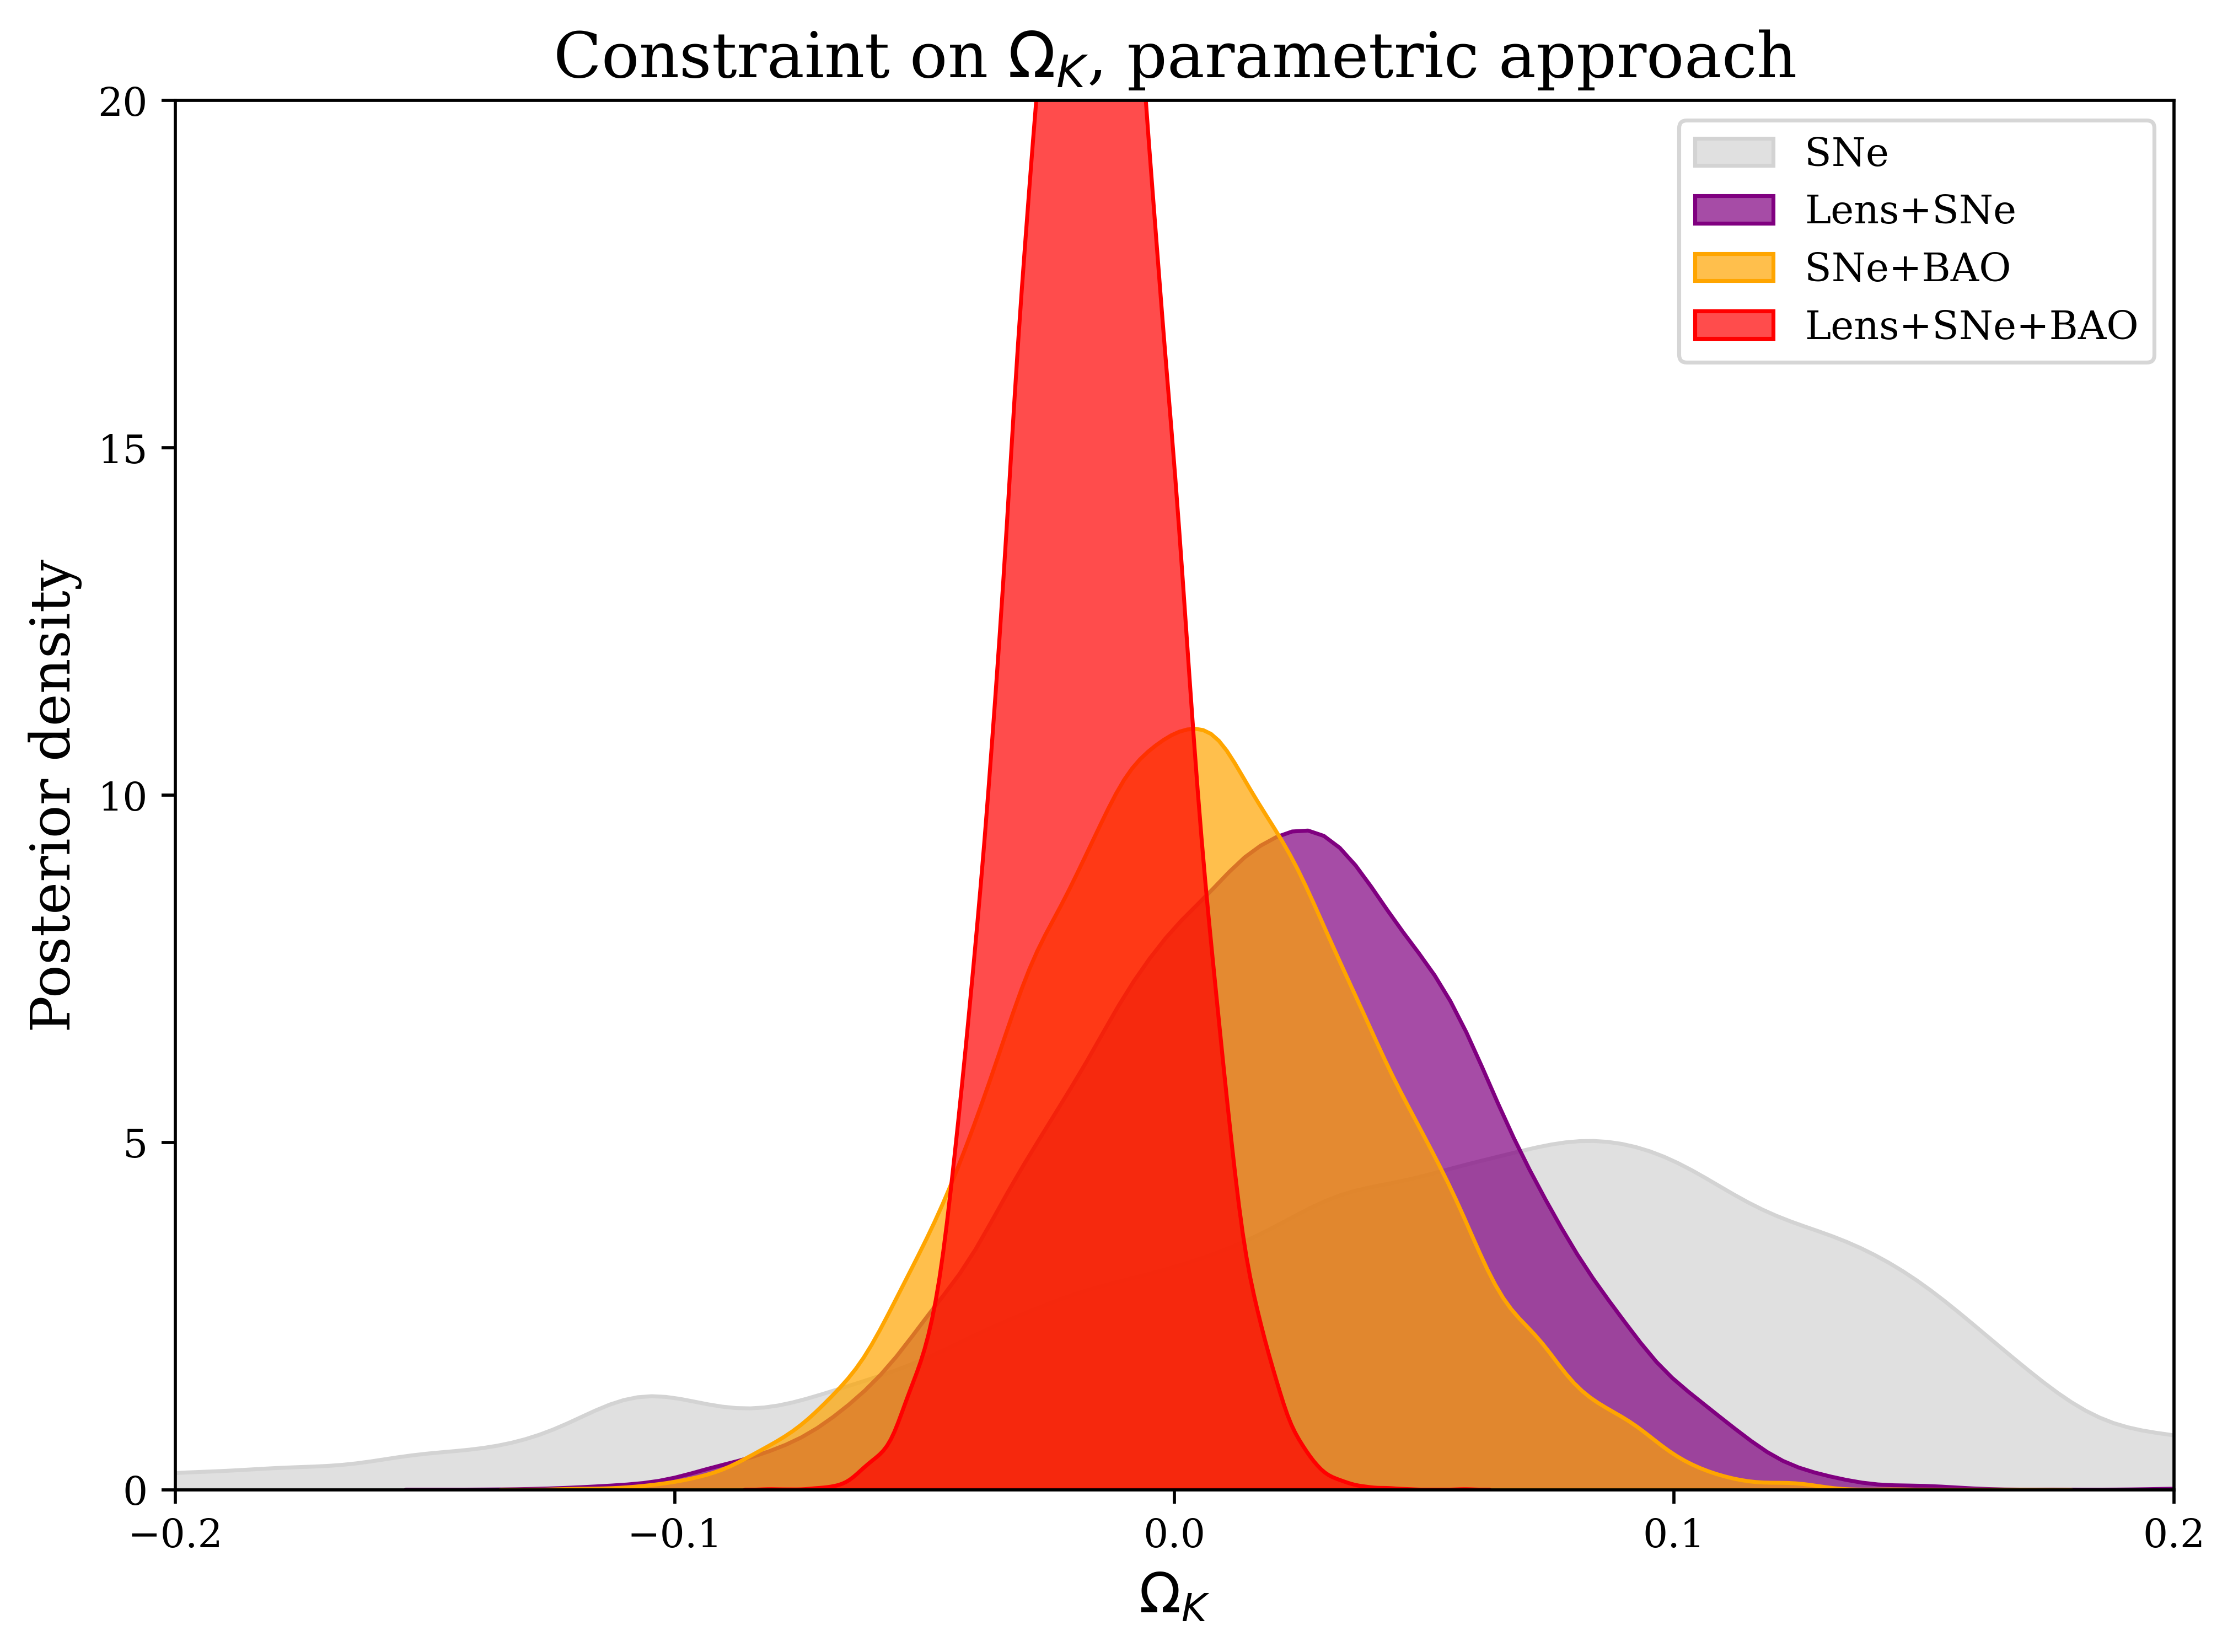 Constraint on Ω_K, parametric approach
Posterior density
20
15
10
5
0
SNe
Lens+SNe
SNe+BAO
Lens+SNe+BAO
−0.2
−0.1
0.0
0.1
0.2
Ω_K